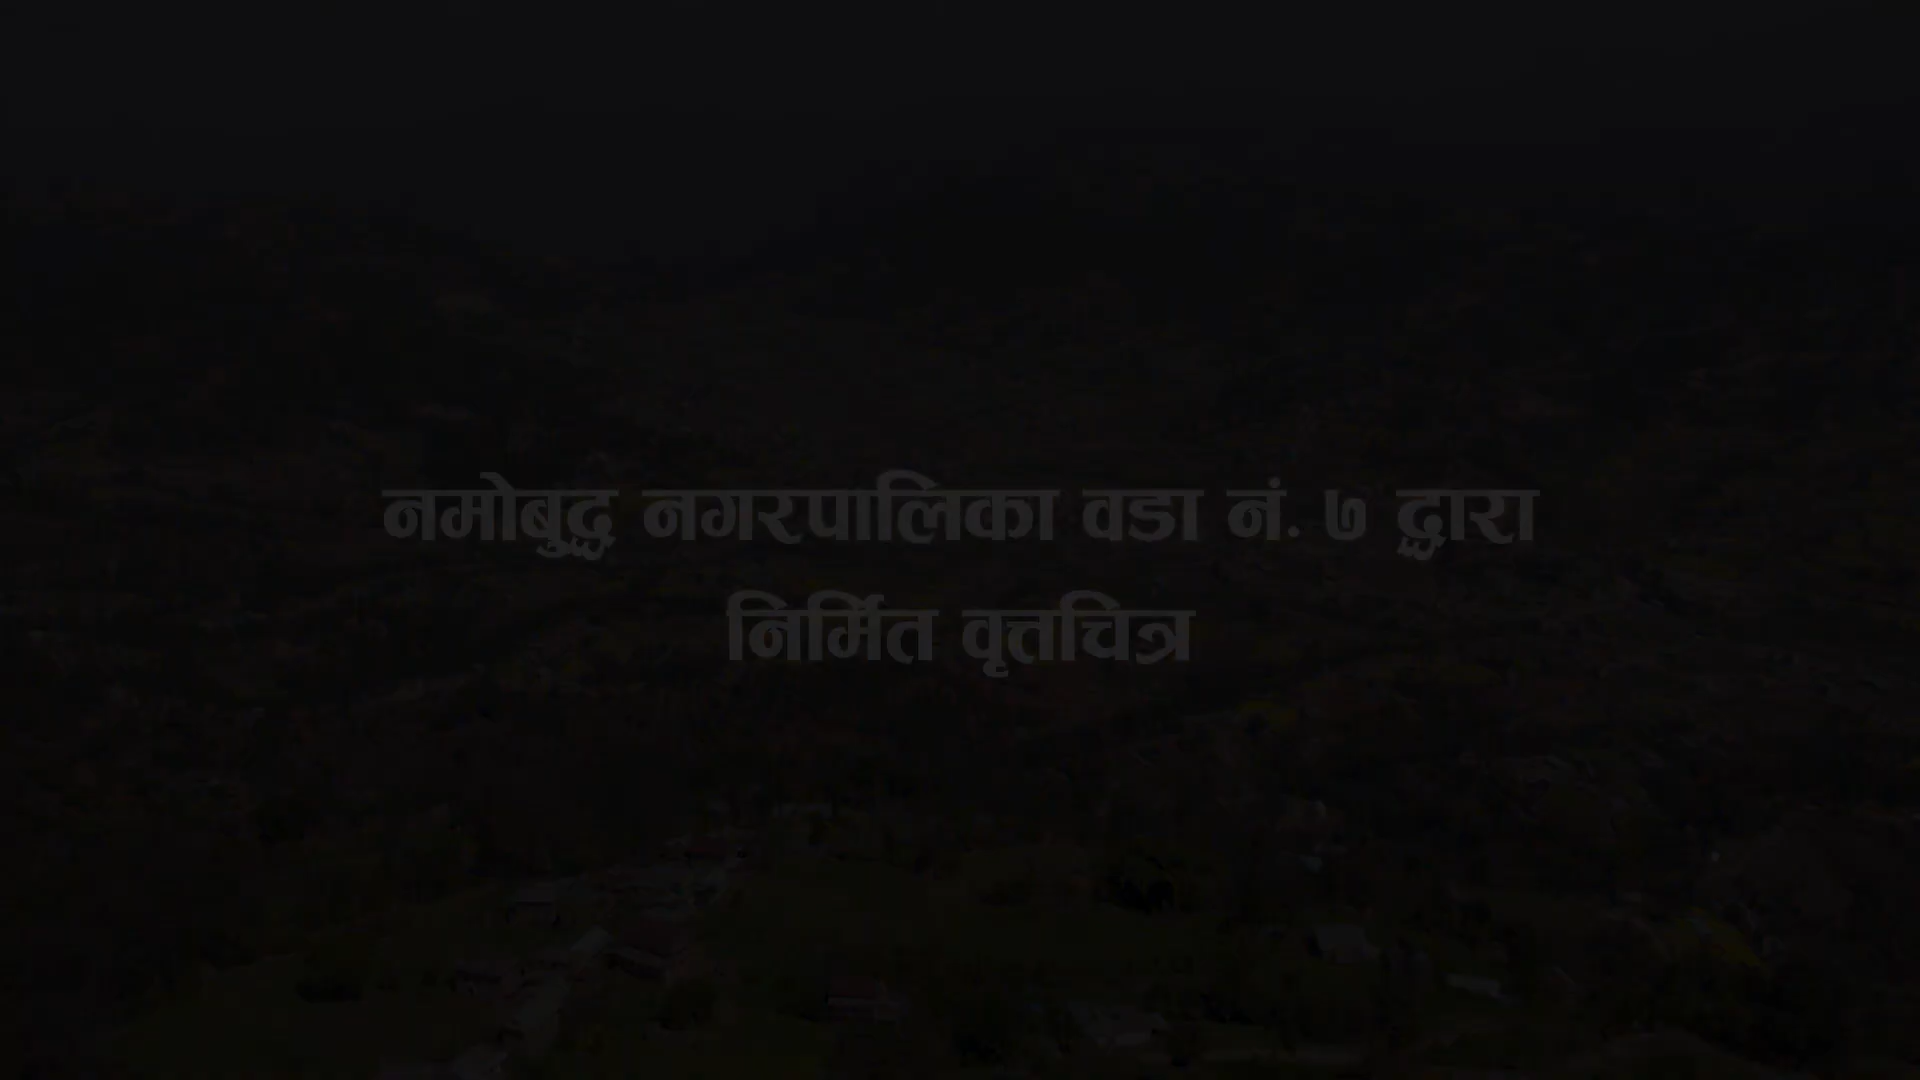 नमोबुद्ध नगरपालिका वडा नं. ७ द्वारा
निर्मित वृत्तचित्र